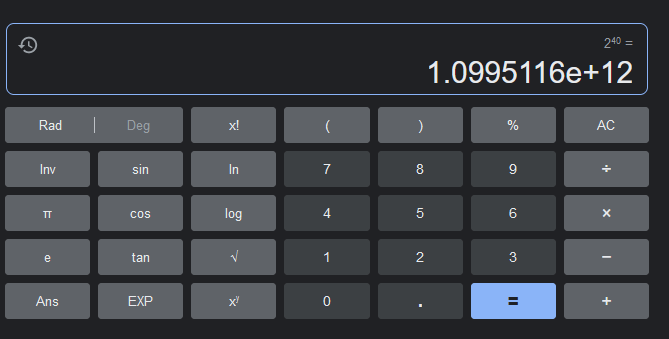 2⁴⁰ =
1.0995116e+12
Rad Deg x! ( ) % AC
Inv sin ln 7 8 9 ÷
π cos log 4 5 6 ×
e tan √ 1 2 3 −
Ans EXP xʸ 0 . = +